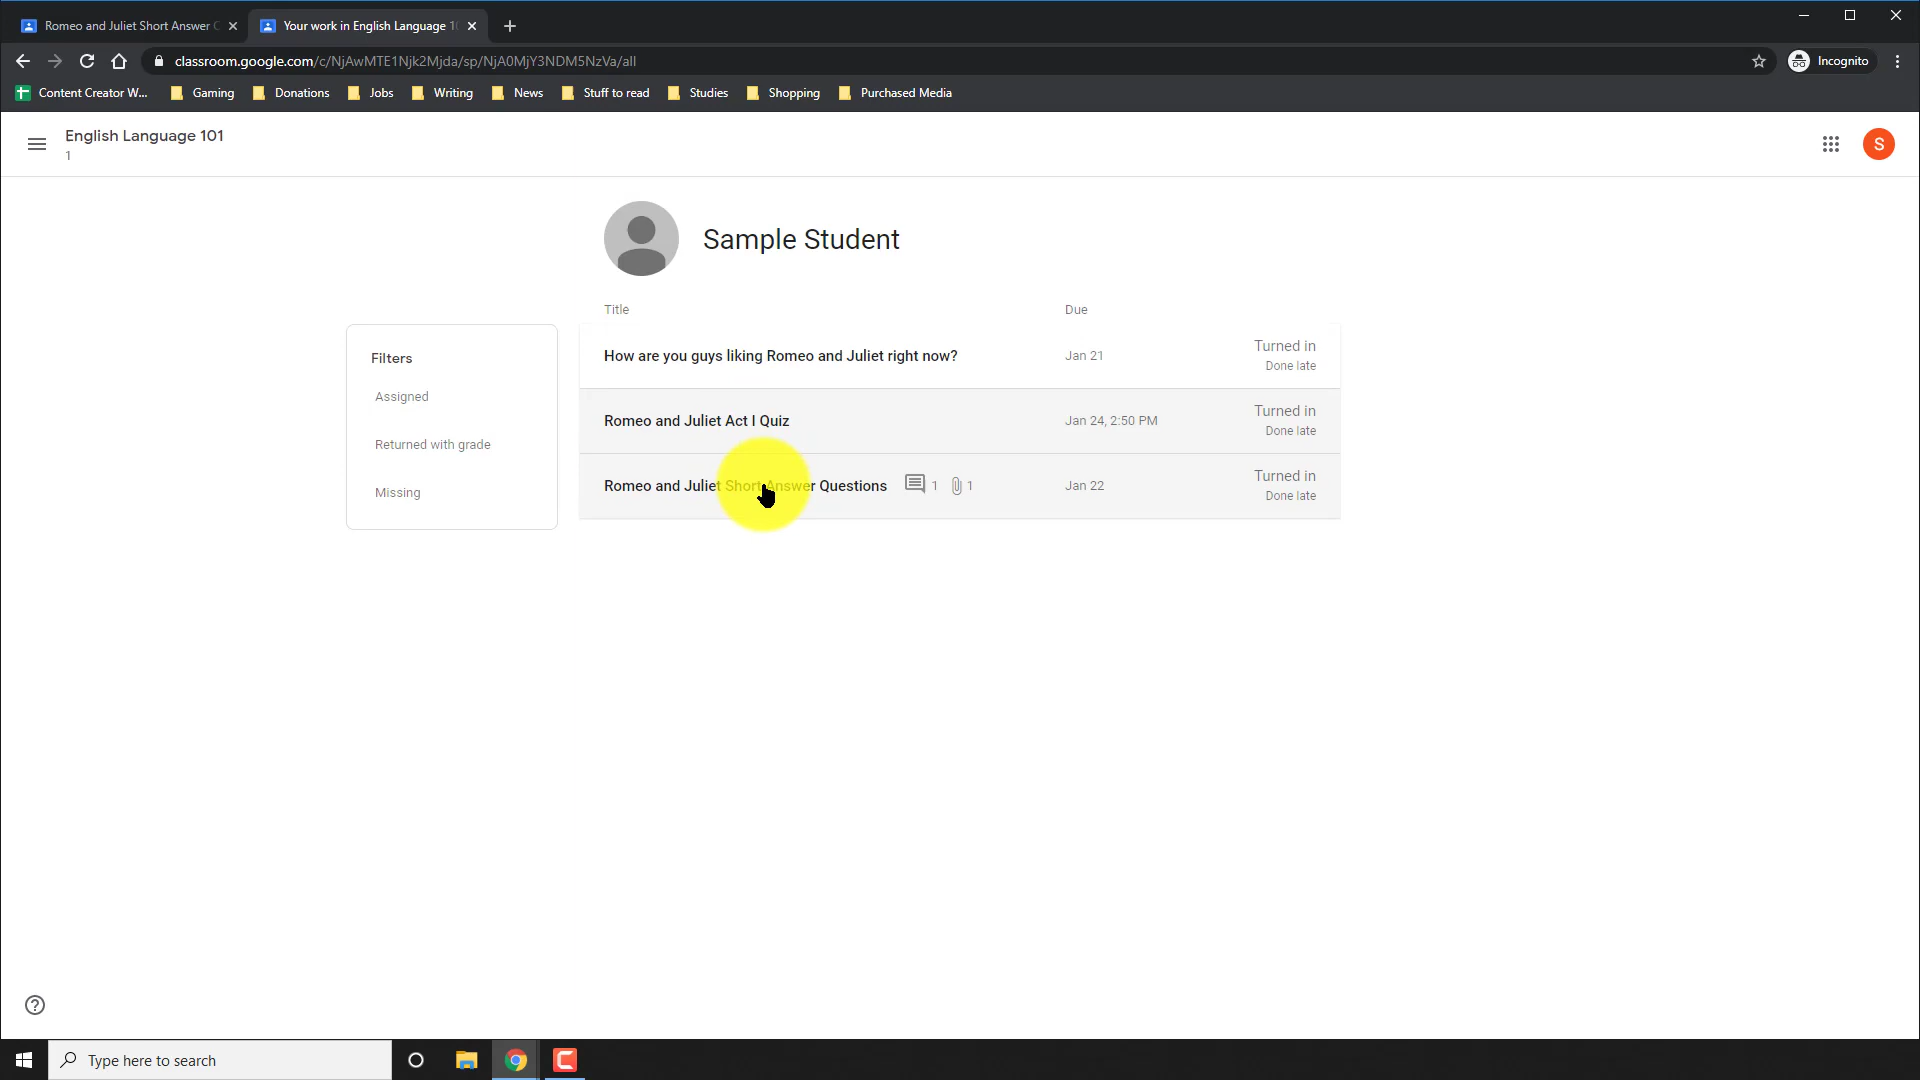 Romeo and Juliet Short Answer
Your work in English Language 1
classroom.google.com/c/NjAwMTE1Njk2Mjda/sp/NjA0MjY3NDM5NzVa/all
Incognito
Content Creator W...
Gaming
Donations
Jobs
Writing
News
Stuff to read
Studies
Shopping
Purchased Media
English Language 101
1
S
Sample Student
Title
Due
Filters
Assigned
Returned with grade
Missing
How are you guys liking Romeo and Juliet right now?
Jan 21
Turned in
Done late
Romeo and Juliet Act I Quiz
Jan 24, 2:50 PM
Turned in
Done late
Romeo and Juliet Short Answer Questions
1
1
Jan 22
Turned in
Done late
Type here to search